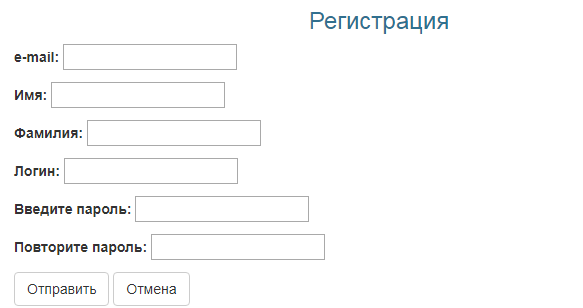 Регистрация
e-mail:
Имя:
Фамилия:
Логин:
Введите пароль:
Повторите пароль:
Отправить Отмена